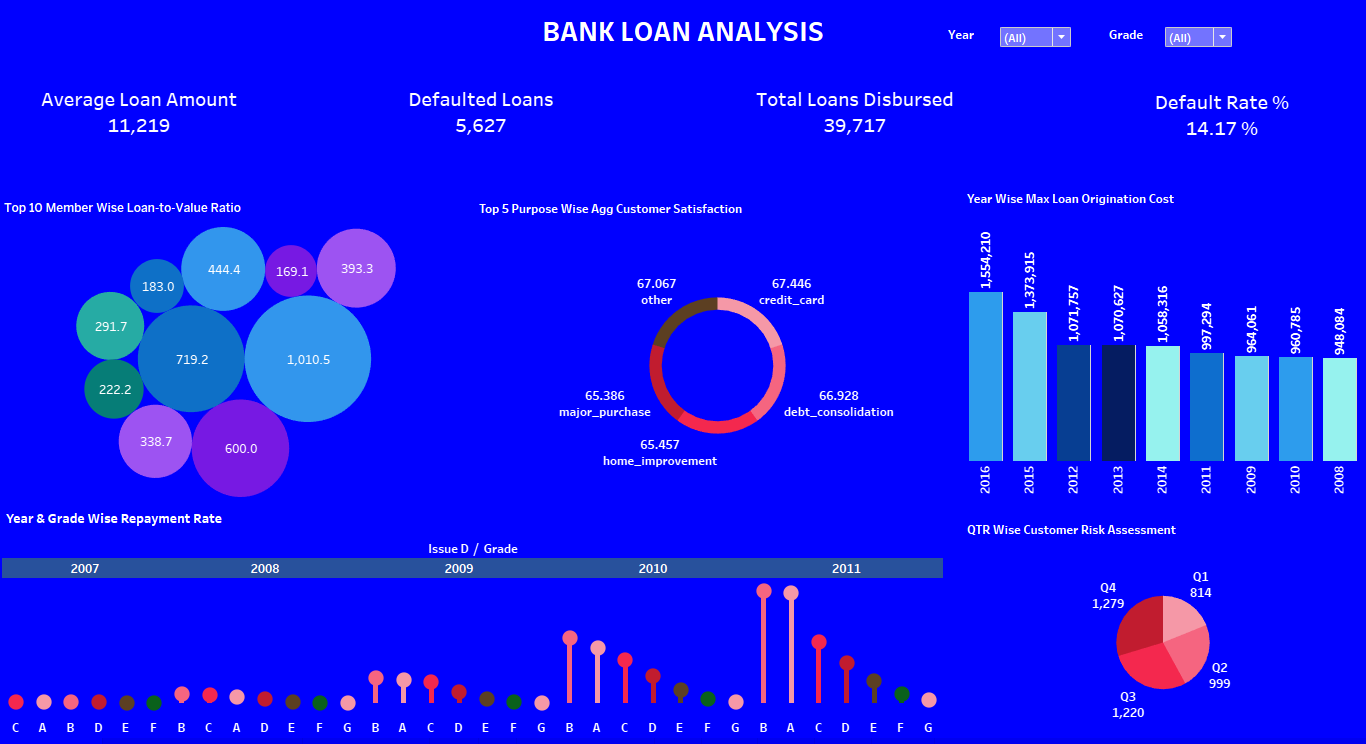 BANK LOAN ANALYSIS
Year
(All)
Grade
(All)
Average Loan Amount
11,219
Defaulted Loans
5,627
Total Loans Disbursed
39,717
Default Rate %
14.17 %
Top 10 Member Wise Loan-to-Value Ratio
444.4
169.1
393.3
183.0
291.7
719.2
1,010.5
222.2
338.7
600.0
Top 5 Purpose Wise Agg Customer Satisfaction
67.067
other
67.446
credit_card
65.386
major_purchase
66.928
debt_consolidation
65.457
home_improvement
Year Wise Max Loan Origination Cost
1,554,210
1,373,915
1,071,757
1,070,627
1,058,316
997,294
964,061
960,785
948,084
2016
2015
2012
2013
2014
2011
2009
2010
2008
Year & Grade Wise Repayment Rate
Issue D / Grade
2007 2008 2009 2010 2011
C A B D E F B C A D E F G B A C D E F G B A C D E F G B A C D E F G
QTR Wise Customer Risk Assessment
Q1
814
Q4
1,279
Q2
999
Q3
1,220